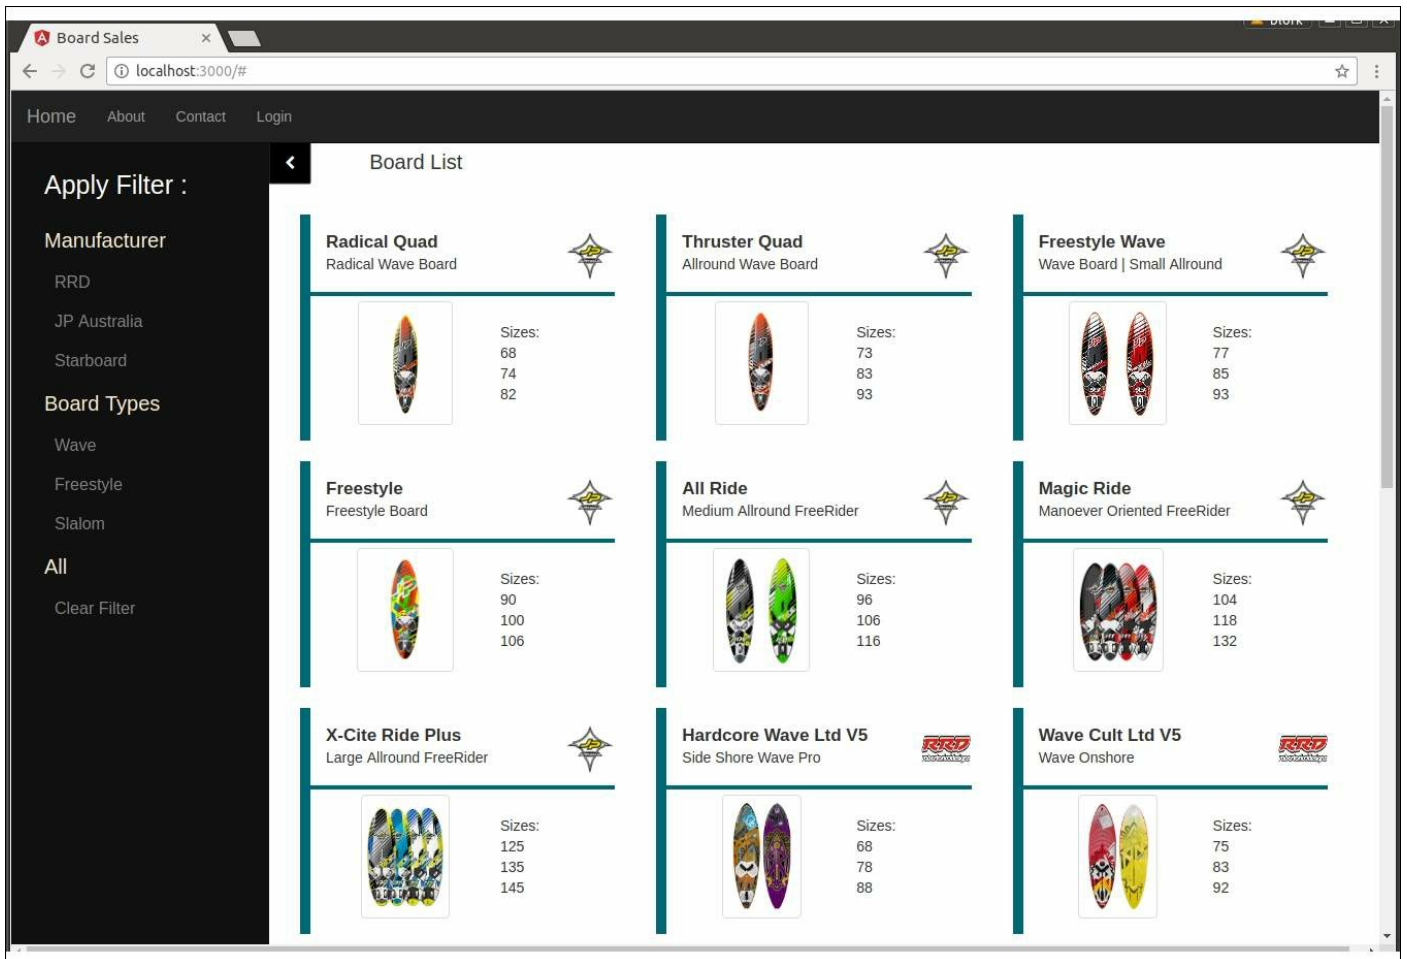 Board Sales
localhost:3000/#
Home About Contact Login
Apply Filter :
Manufacturer
RRD
JP Australia
Starboard
Board Types
Wave
Freestyle
Slalom
All
Clear Filter
Board List
Radical Quad
Radical Wave Board
Sizes:
68
74
82
Thruster Quad
Allround Wave Board
Sizes:
73
83
93
Freestyle Wave
Wave Board | Small Allround
Sizes:
77
85
93
Freestyle
Freestyle Board
Sizes:
90
100
106
All Ride
Medium Allround FreeRider
Sizes:
96
106
116
Magic Ride
Manoever Oriented FreeRider
Sizes:
104
118
132
X-Cite Ride Plus
Large Allround FreeRider
Sizes:
125
135
145
Hardcore Wave Ltd V5
Side Shore Wave Pro
RRD
Sizes:
68
78
88
Wave Cult Ltd V5
Wave Onshore
RRD
Sizes:
75
83
92